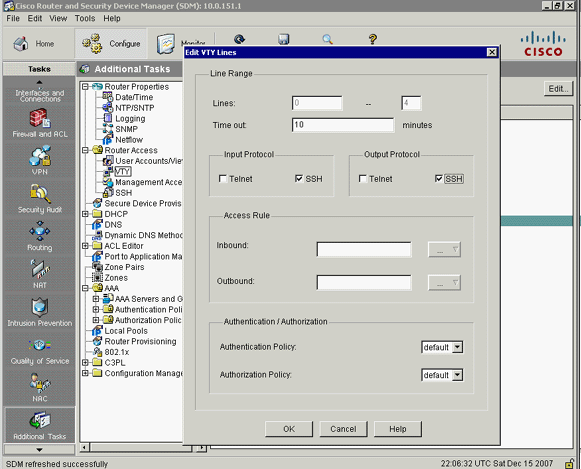 Cisco Router and Security Device Manager (SDM): 10.0.151.1
File Edit View Tools Help
Home Configure Monitor
CISCO
Tasks
Additional Tasks
Interfaces and Connections
Firewall and ACL
VPN
Security Audit
Routing
NAT
Intrusion Prevention
Quality of Service
NAC
Additional Tasks
Router Properties
Date/Time
NTP/SNTP
Logging
SNMP
Netflow
Router Access
User Accounts/Vie
VTY
Management Acce
SSH
Secure Device Provis
DHCP
DNS
Dynamic DNS Method
ACL Editor
Port to Application Ma
Zone Pairs
Zones
AAA
AAA Servers and G
Authentication Polic
Authorization Polic
Local Pools
Router Provisioning
802.1x
C3PL
Configuration Manage
Edit...
Edit VTY Lines
Line Range
Lines: 0 -- 4
Time out: 10 minutes
Input Protocol Output Protocol
Telnet SSH Telnet SSH
Access Rule
Inbound: ...
Outbound: ...
Authentication / Authorization
Authentication Policy: default
Authorization Policy: default
OK Cancel Help
SDM refreshed successfully 22:06:32 UTC Sat Dec 15 2007